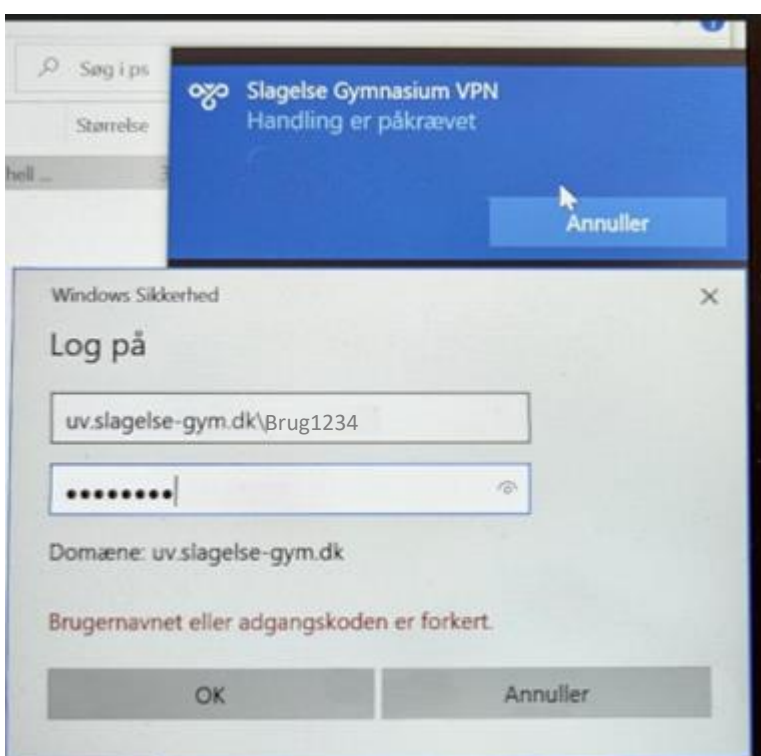 Søg i ps
Størrelse
hell ...
Slagelse Gymnasium VPN
Handling er påkrævet
Annuller
Windows Sikkerhed
Log på
uv.slagelse-gym.dk\Brug1234
Domæne: uv.slagelse-gym.dk
Brugernavnet eller adgangskoden er forkert.
OK
Annuller